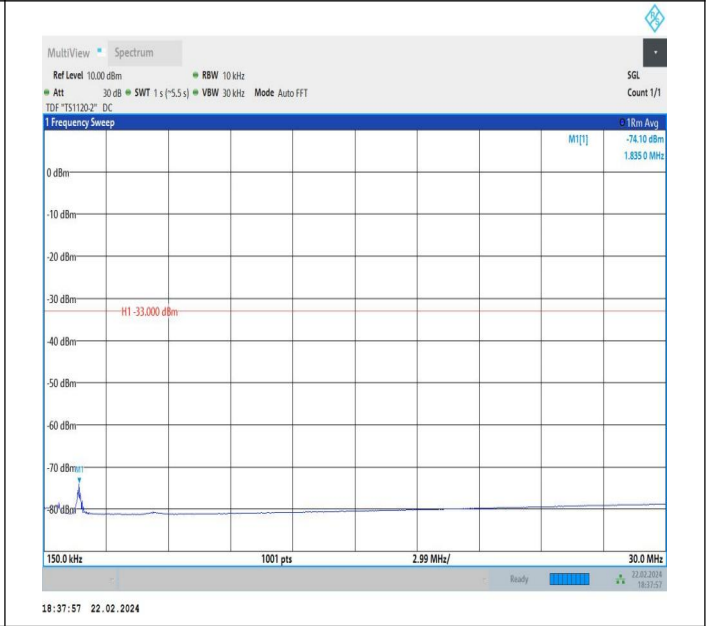 R&S
MultiView Spectrum
Ref Level 10.00 dBm RBW 10 kHz SGL
Att 30 dB SWT 1 s (~5.5 s) VBW 30 kHz Mode Auto FFT Count 1/1
TDF "TS1120-2" DC
1 Frequency Sweep 1Rm Avg
M1[1] -74.10 dBm
1.835 0 MHz
0 dBm
-10 dBm
-20 dBm
-30 dBm
H1 -33.000 dBm
-40 dBm
-50 dBm
-60 dBm
-70 dBm
M1
-80 dBm
150.0 kHz 1001 pts 2.99 MHz/ 30.0 MHz
Ready 22.02.2024
18:37:57
18:37:57 22.02.2024